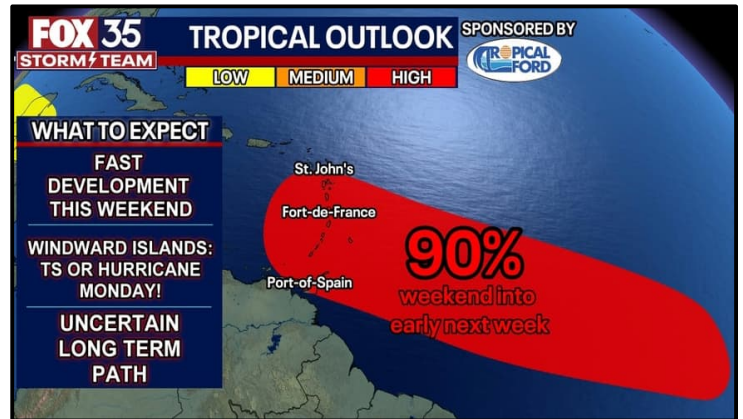 FOX 35
STORM TEAM
TROPICAL OUTLOOK
SPONSORED BY
TROPICAL
FORD
LOW
MEDIUM
HIGH
WHAT TO EXPECT
FAST
DEVELOPMENT
THIS WEEKEND
WINDWARD ISLANDS:
TS OR HURRICANE
MONDAY!
UNCERTAIN
LONG TERM
PATH
St. John's
Fort-de-France
Port-of-Spain
90%
weekend into
early next week